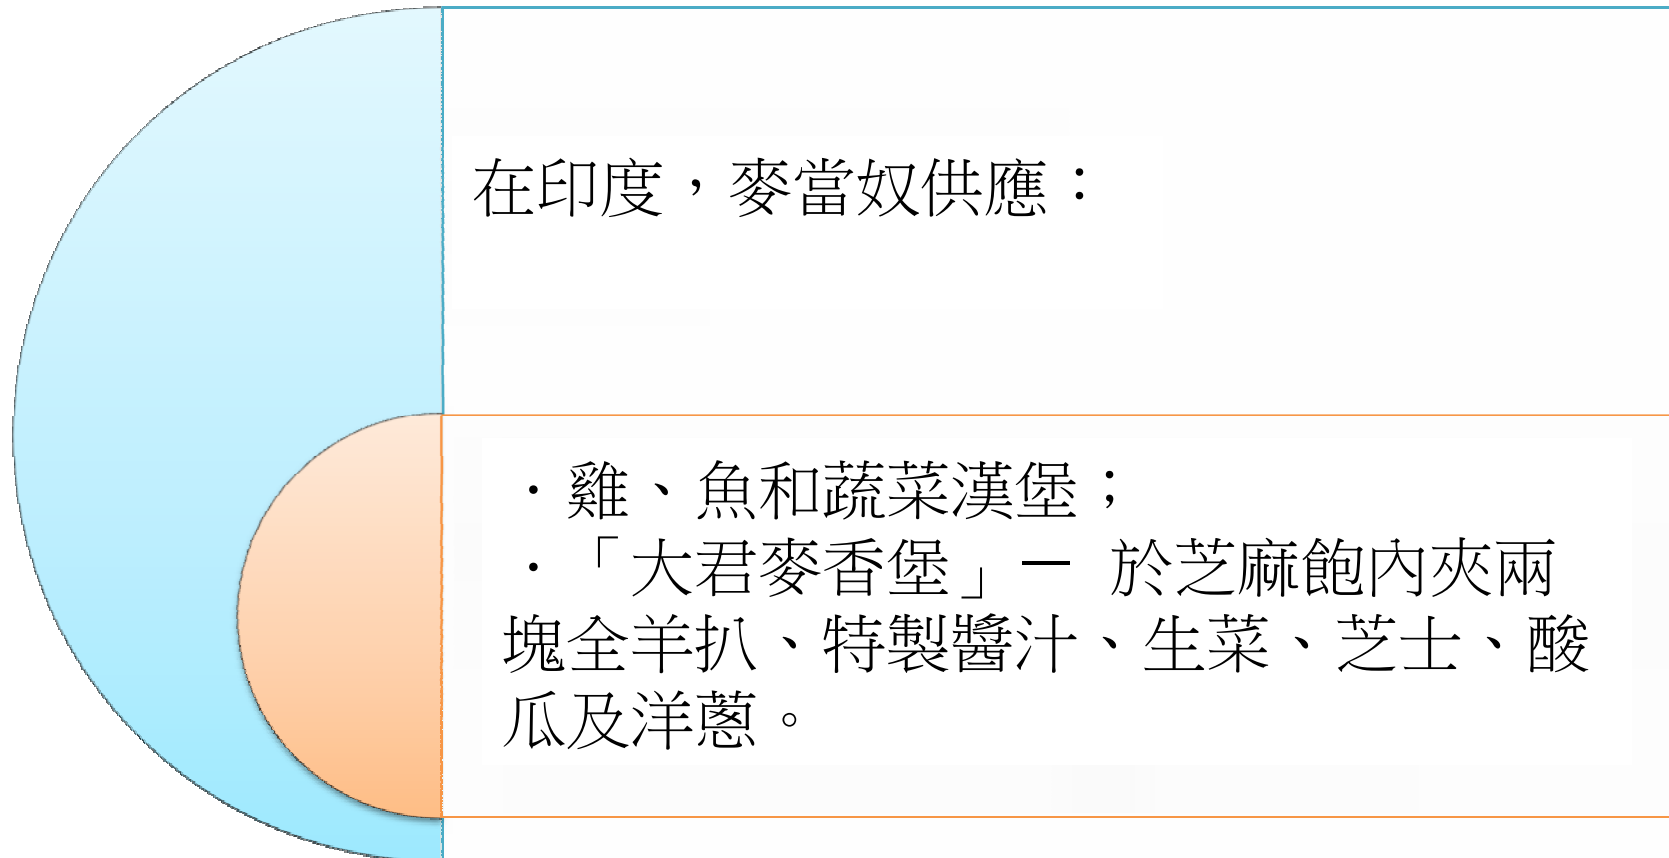 在印度，麥當奴供應：
．雞、魚和蔬菜漢堡；
．「大君麥香堡」─ 於芝麻飽內夾兩
塊全羊扒、特製醬汁、生菜、芝士、酸
瓜及洋蔥。